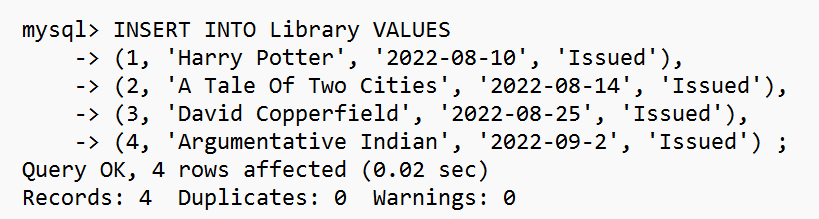 mysql> INSERT INTO Library VALUES
    -> (1, 'Harry Potter', '2022-08-10', 'Issued'),
    -> (2, 'A Tale Of Two Cities', '2022-08-14', 'Issued'),
    -> (3, 'David Copperfield', '2022-08-25', 'Issued'),
    -> (4, 'Argumentative Indian', '2022-09-2', 'Issued') ;
Query OK, 4 rows affected (0.02 sec)
Records: 4  Duplicates: 0  Warnings: 0